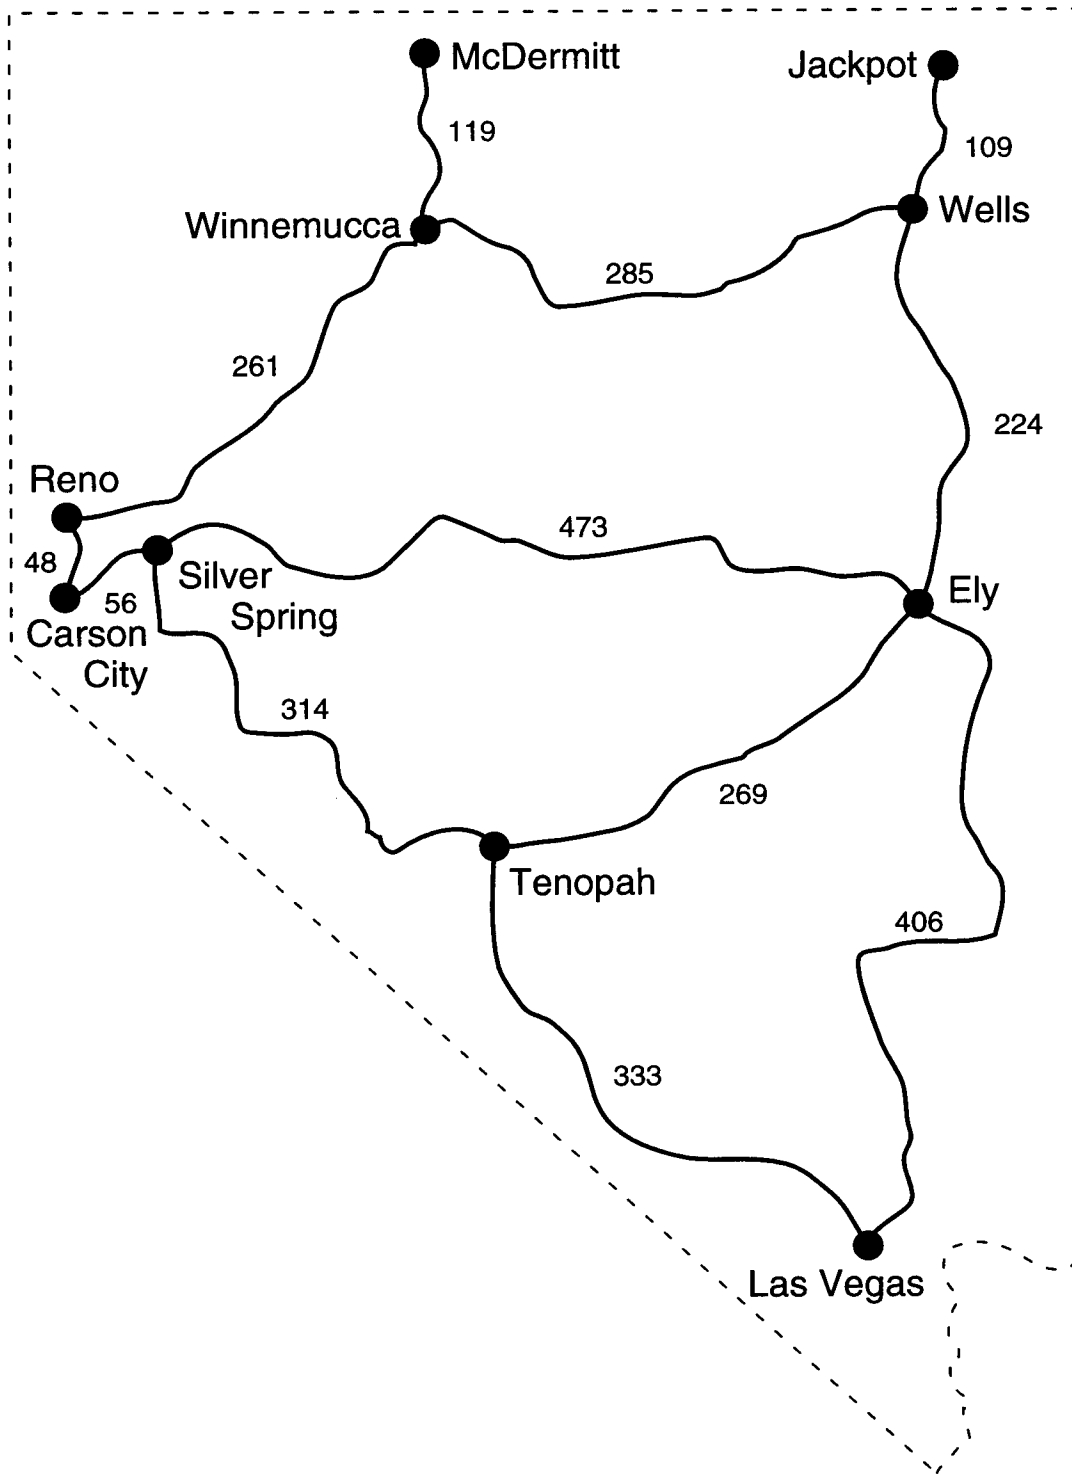 McDermitt
Jackpot
119
109
Winnemucca
Wells
285
261
224
Reno
473
48
Silver
Spring
Ely
56
Carson
City
314
269
Tenopah
406
333
Las Vegas